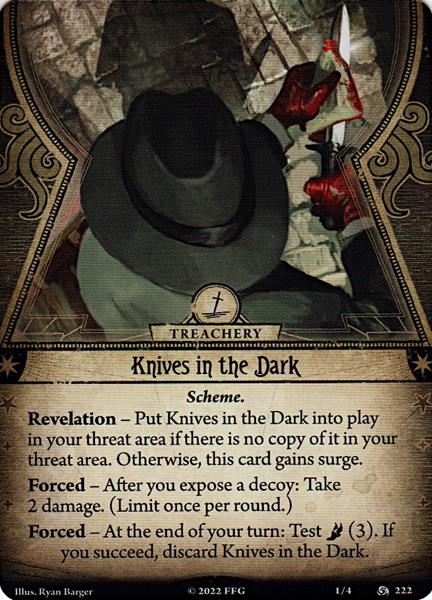 TREACHERY
Knives in the Dark
Scheme.
Revelation – Put Knives in the Dark into play
in your threat area if there is no copy of it in your
threat area. Otherwise, this card gains surge.
Forced – After you expose a decoy: Take
2 damage. (Limit once per round.)
Forced – At the end of your turn: Test (3). If
you succeed, discard Knives in the Dark.
Illus. Ryan Barger © 2022 FFG 1/4 222